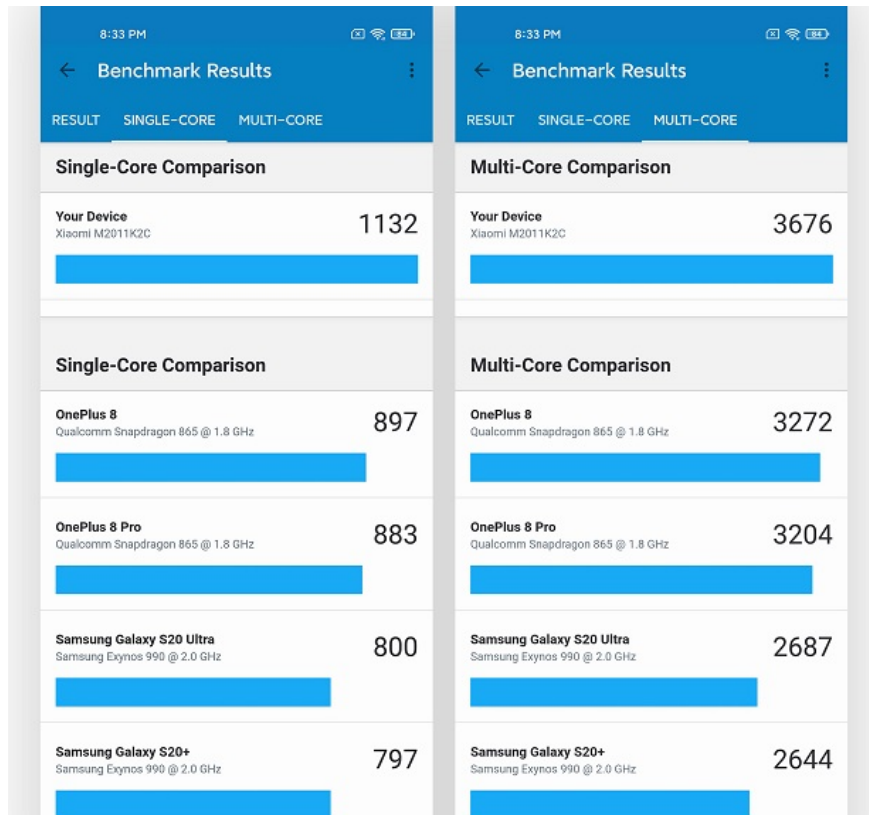 8:33 PM
84
Benchmark Results
RESULT SINGLE-CORE MULTI-CORE
Single-Core Comparison
Your Device
1132
Xiaomi M2011K2C
Single-Core Comparison
OnePlus 8
897
Qualcomm Snapdragon 865 @ 1.8 GHz
OnePlus 8 Pro
883
Qualcomm Snapdragon 865 @ 1.8 GHz
Samsung Galaxy S20 Ultra
800
Samsung Exynos 990 @ 2.0 GHz
Samsung Galaxy S20+
797
Samsung Exynos 990 @ 2.0 GHz
8:33 PM
84
Benchmark Results
RESULT SINGLE-CORE MULTI-CORE
Multi-Core Comparison
Your Device
3676
Xiaomi M2011K2C
Multi-Core Comparison
OnePlus 8
3272
Qualcomm Snapdragon 865 @ 1.8 GHz
OnePlus 8 Pro
3204
Qualcomm Snapdragon 865 @ 1.8 GHz
Samsung Galaxy S20 Ultra
2687
Samsung Exynos 990 @ 2.0 GHz
Samsung Galaxy S20+
2644
Samsung Exynos 990 @ 2.0 GHz